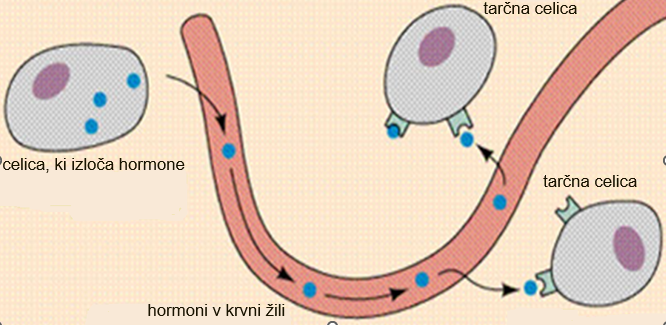 tarčna celica
celica, ki izloča hormone
tarčna celica
hormoni v krvni žili